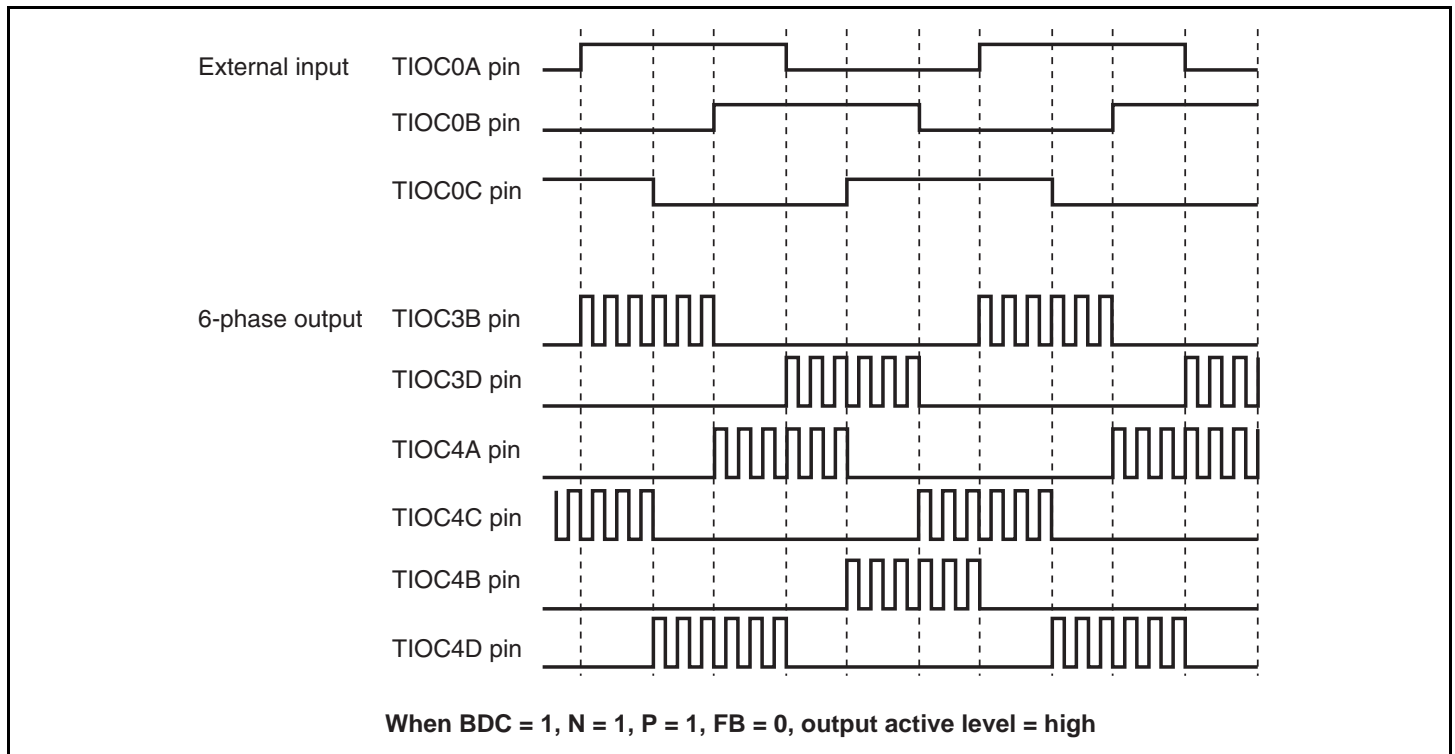 External input TIOC0A pin
TIOC0B pin
TIOC0C pin
6-phase output TIOC3B pin
TIOC3D pin
TIOC4A pin
TIOC4C pin
TIOC4B pin
TIOC4D pin
When BDC = 1, N = 1, P = 1, FB = 0, output active level = high